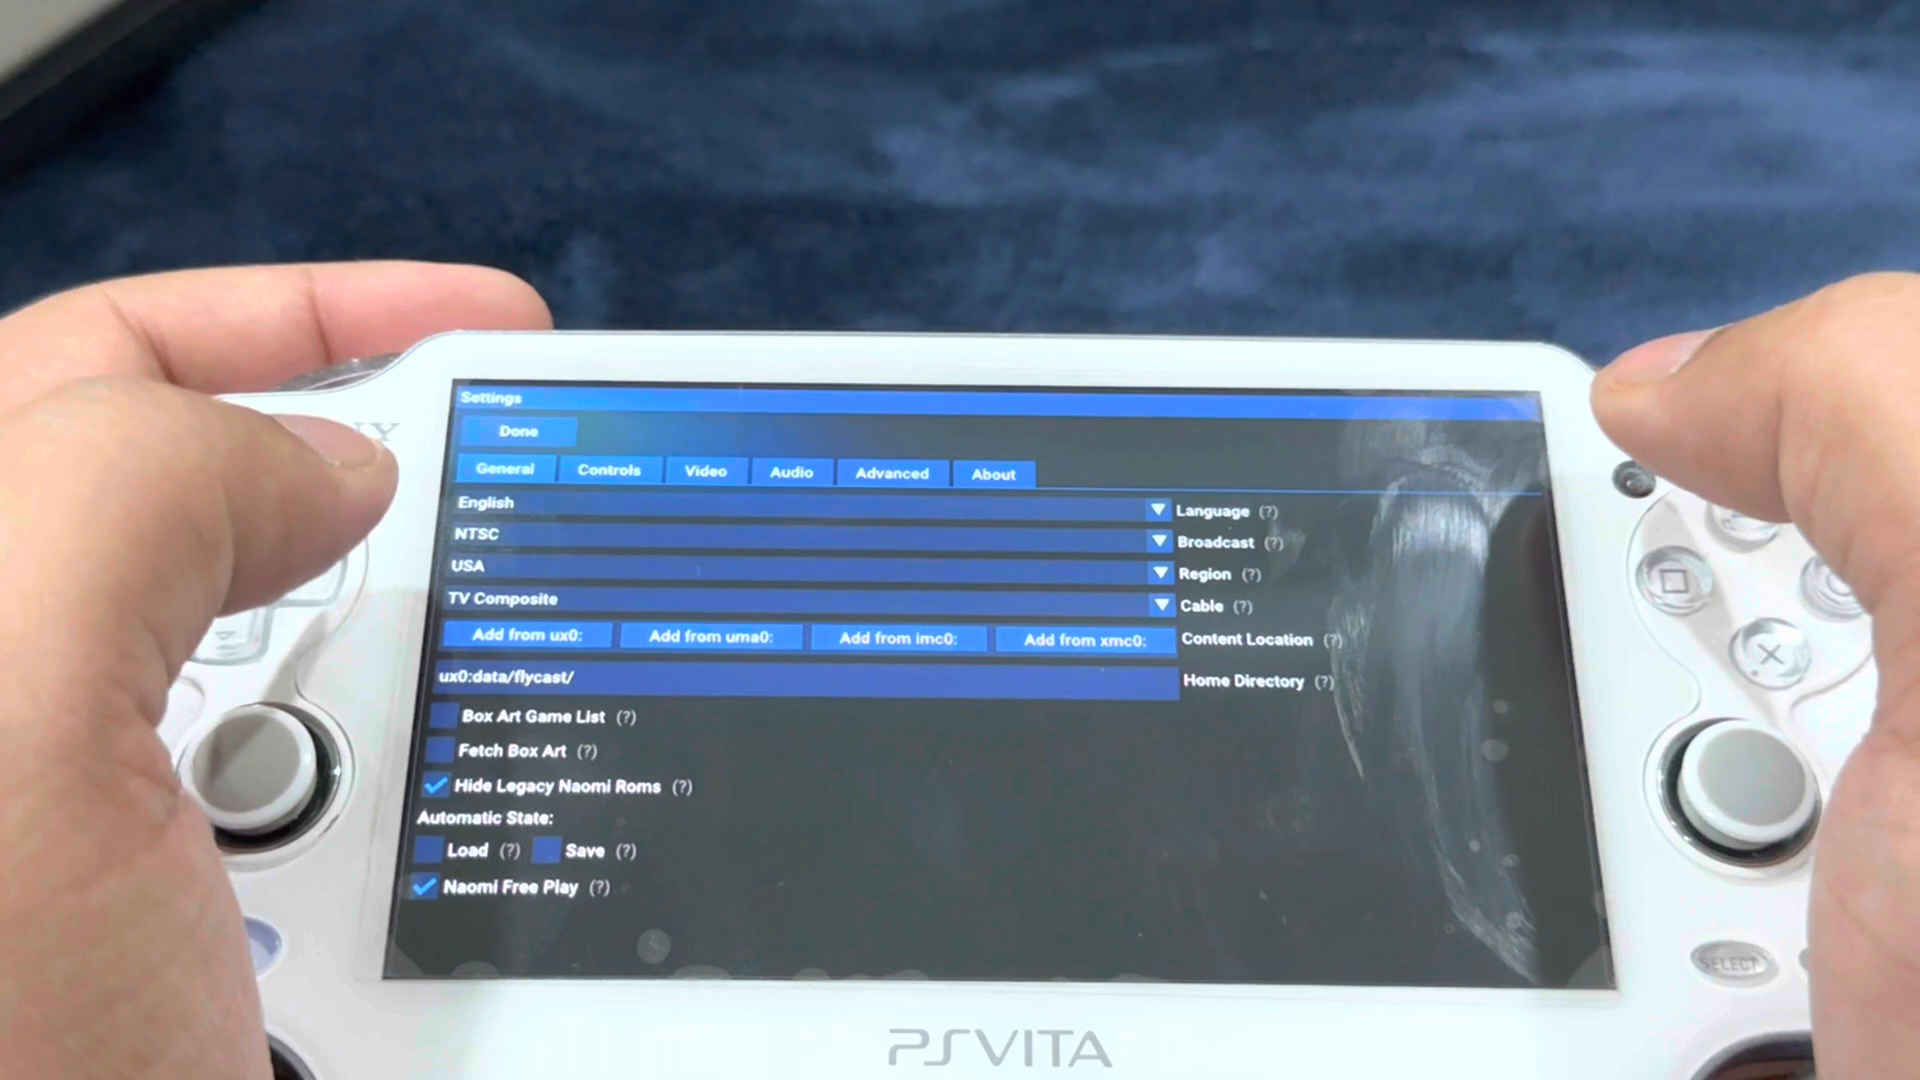 Settings
Done
General Controls Video Audio Advanced About
English Language (?)
NTSC Broadcast (?)
USA Region (?)
TV Composite Cable (?)
Add from ux0: Add from uma0: Add from imc0: Add from xmc0: Content Location (?)
ux0:data/flycast/ Home Directory (?)
Box Art Game List (?)
Fetch Box Art (?)
Hide Legacy Naomi Roms (?)
Automatic State:
Load (?) Save (?)
Naomi Free Play (?)
SELECT
PSVITA